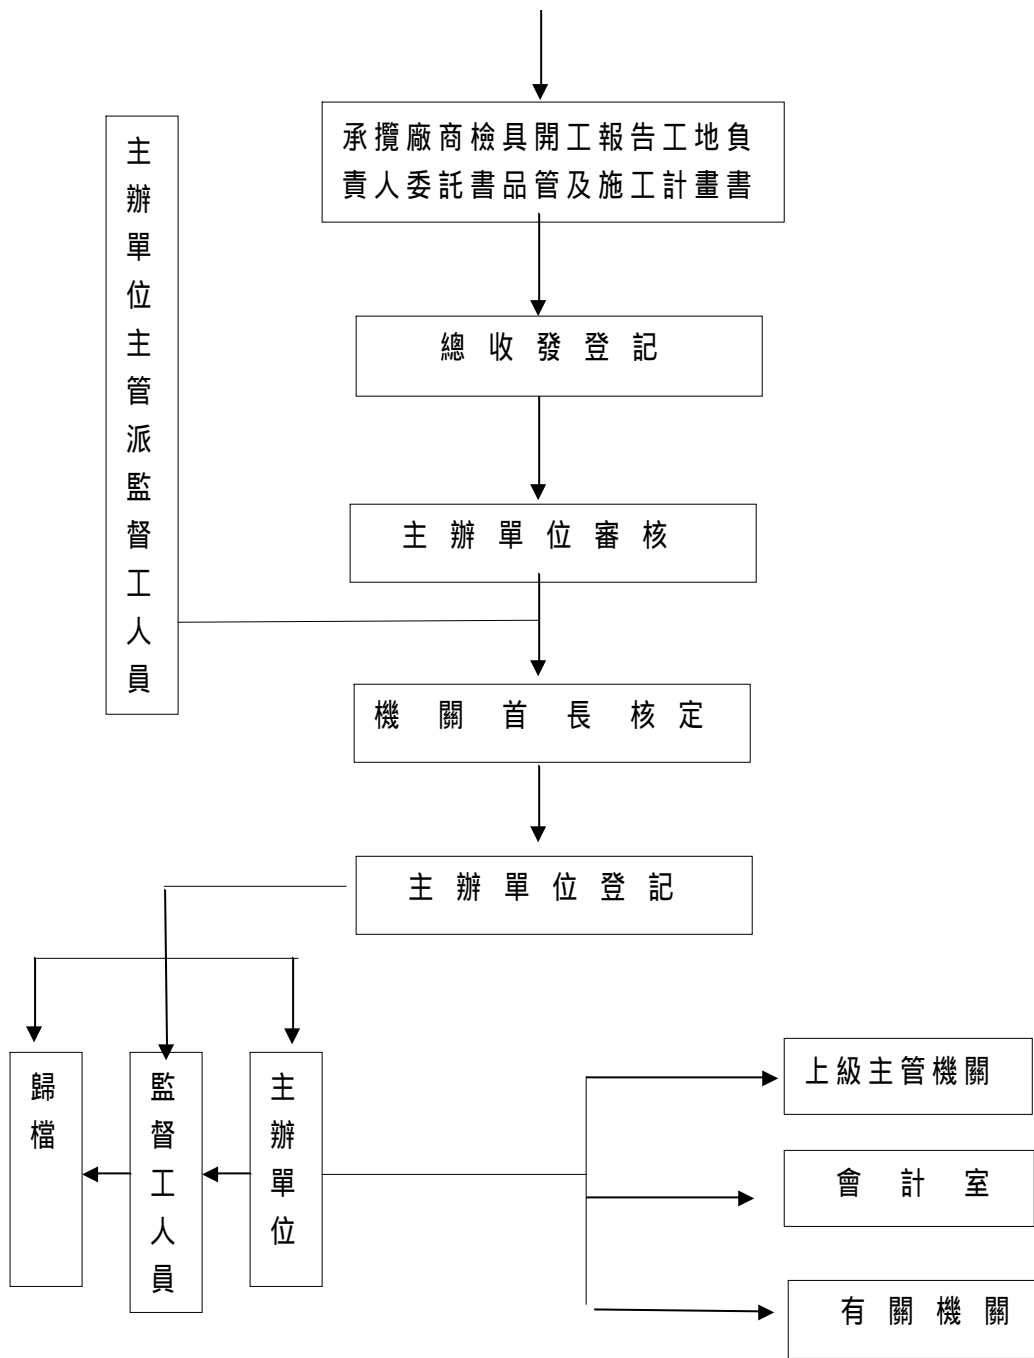 承攬廠商檢具開工報告工地負
責人委託書品管及施工計畫書
主辦單位主管派監督工人員
總收發登記
主辦單位審核
機關首長核定
主辦單位登記
歸檔
監督工人員
主辦單位
上級主管機關
會計室
有關機關